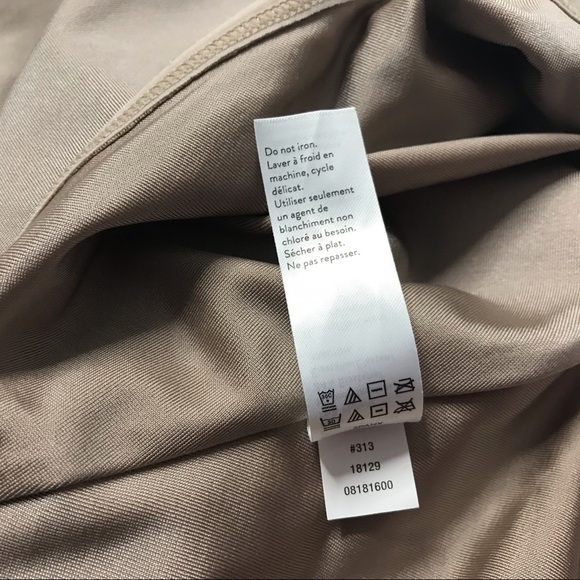 Do not iron.
Laver à froid en
machine, cycle
délicat.
Utiliser seulement
un agent de
blanchiment non
chloré au besoin.
Sécher à plat.
Ne pas repasser.
#313
18129
08181600